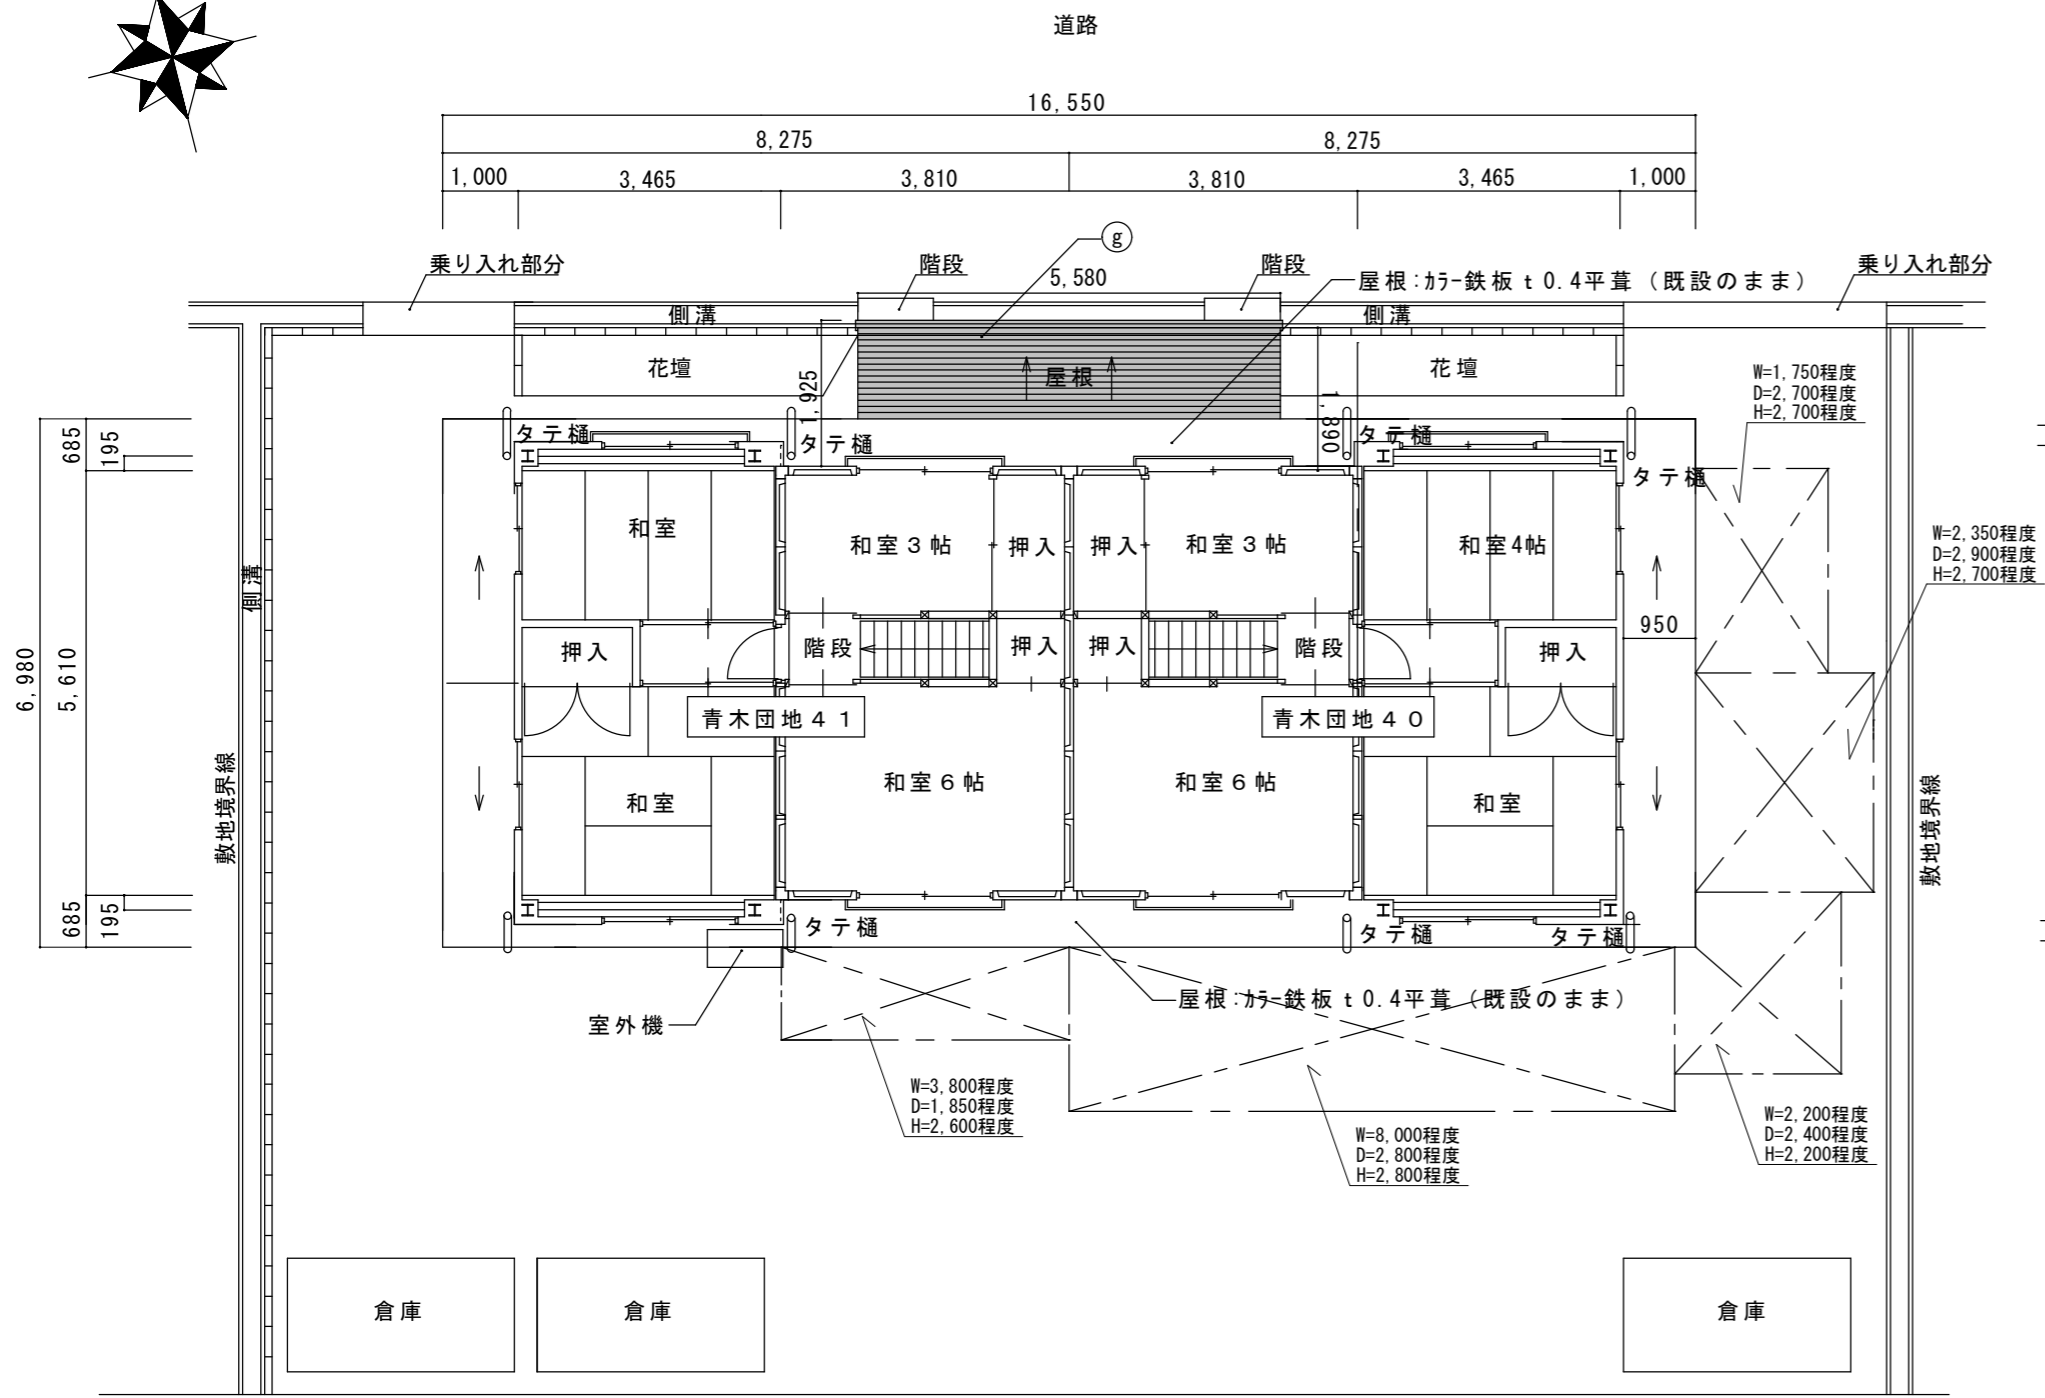 道路
16,550
8,275
8,275
1,000
3,465
3,810
3,810
3,465
1,000
g
乗り入れ部分
階段
5,580
階段
屋根:ｶﾗｰ鉄板 t 0.4平葺 (既設のまま)
乗り入れ部分
側溝
側溝
花壇
1,925
屋根
1,890
花壇
W=1,750程度
D=2,700程度
H=2,700程度
685
195
タテ樋
タテ樋
タテ樋
タテ樋
和室
和室３帖
押入
押入
和室３帖
和室4帖
W=2,350程度
D=2,900程度
H=2,700程度
側溝
6,980
5,610
押入
階段
押入
押入
階段
押入
950
青木団地４１
青木団地４０
敷地境界線
和室
和室６帖
和室６帖
和室
敷地境界線
685
195
タテ樋
タテ樋
タテ樋
室外機
屋根:ｶﾗｰ鉄板 t 0.4平葺 (既設のまま)
W=3,800程度
D=1,850程度
H=2,600程度
W=8,000程度
D=2,800程度
H=2,800程度
W=2,200程度
D=2,400程度
H=2,200程度
倉庫
倉庫
倉庫